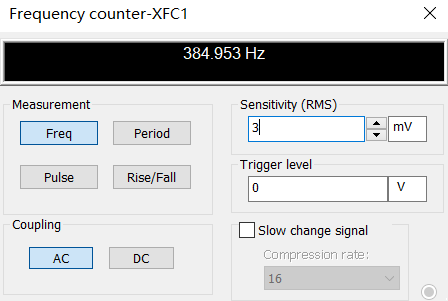 Frequency counter-XFC1
384.953 Hz
Measurement
Freq
Period
Pulse
Rise/Fall
Coupling
AC
DC
Sensitivity (RMS)
3
mV
Trigger level
0
V
Slow change signal
Compression rate:
16